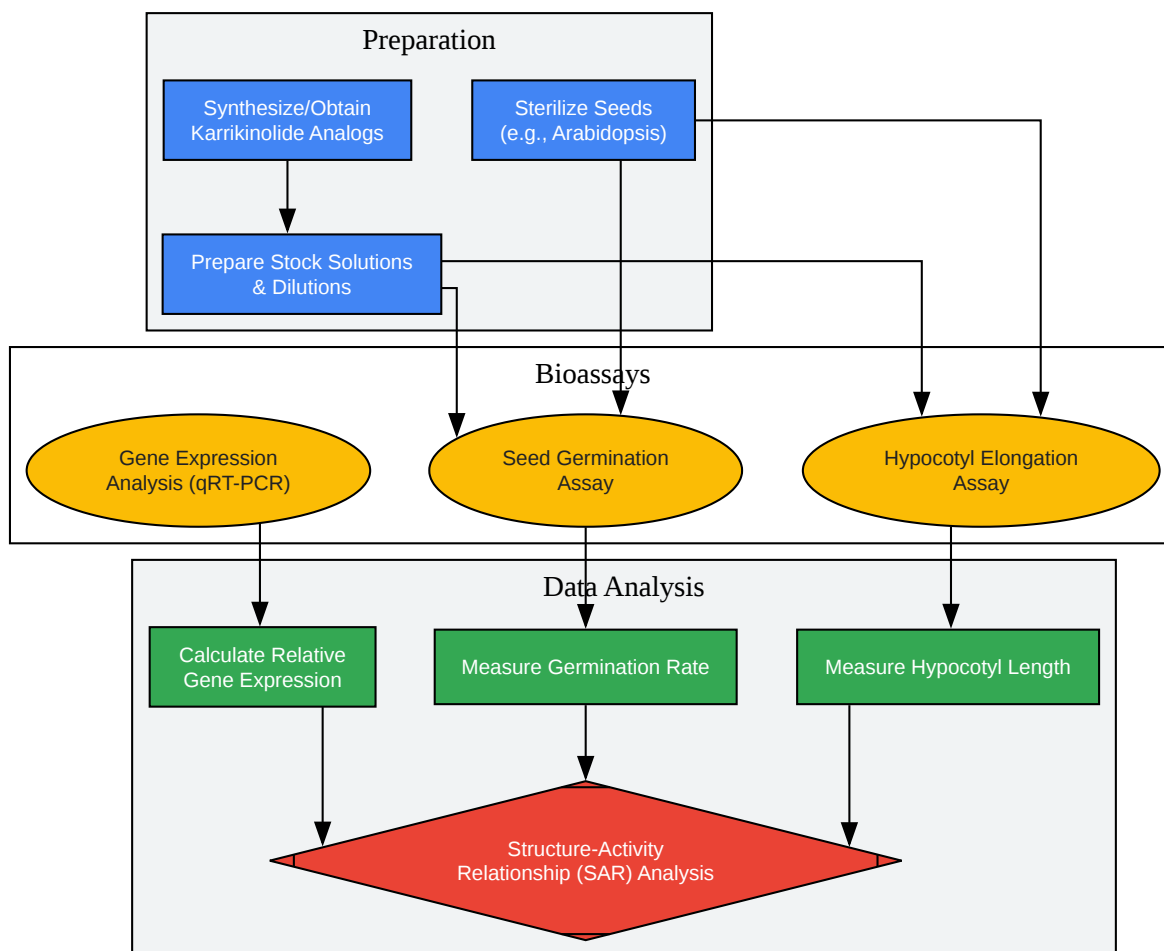 Preparation
Synthesize/Obtain
Karrikinolide Analogs
Sterilize Seeds
(e.g., Arabidopsis)
Prepare Stock Solutions
& Dilutions
Bioassays
Gene Expression
Analysis (qRT-PCR)
Seed Germination
Assay
Hypocotyl Elongation
Assay
Data Analysis
Calculate Relative
Gene Expression
Measure Germination Rate
Measure Hypocotyl Length
Structure-Activity
Relationship (SAR) Analysis